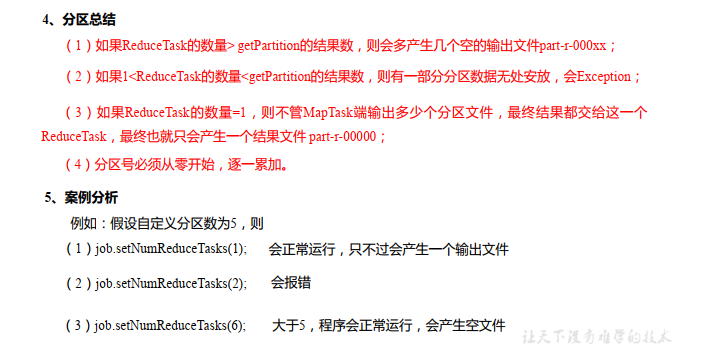 4、分区总结
（1）如果ReduceTask的数量> getPartition的结果数，则会多产生几个空的输出文件part-r-000xx；
（2）如果1<ReduceTask的数量<getPartition的结果数，则有一部分分区数据无处安放，会Exception；
（3）如果ReduceTask的数量=1，则不管MapTask端输出多少个分区文件，最终结果都交给这一个
ReduceTask，最终也就只会产生一个结果文件 part-r-00000；
（4）分区号必须从零开始，逐一累加。
5、案例分析
例如：假设自定义分区数为5，则
（1）job.setNumReduceTasks(1); 会正常运行，只不过会产生一个输出文件
（2）job.setNumReduceTasks(2); 会报错
（3）job.setNumReduceTasks(6); 大于5，程序会正常运行，会产生空文件
让天下没有难学的技术